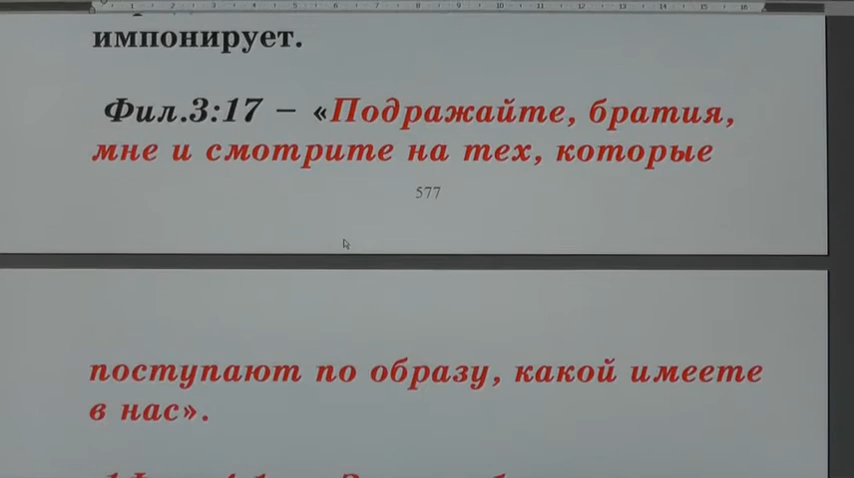 импонирует.
Фил.3:17 – «Подражайте, братия,
мне и смотрите на тех, которые
577
поступают по образу, какой имеете
в нас».